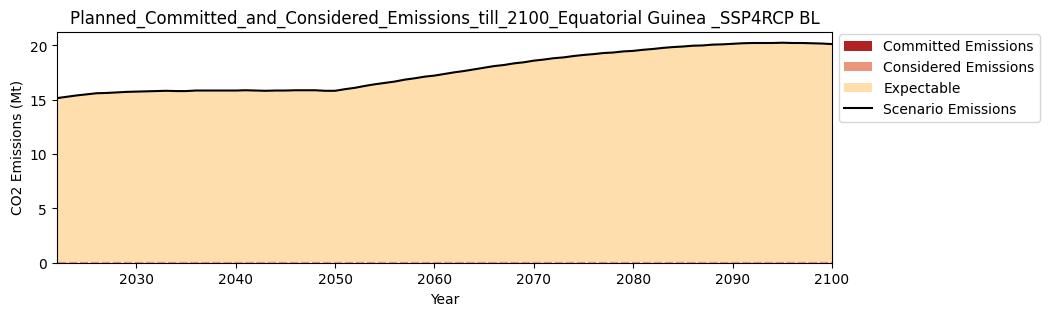 Planned_Committed_and_Considered_Emissions_till_2100_Equatorial Guinea _SSP4RCP BL
Committed Emissions
Considered Emissions
Expectable
Scenario Emissions
CO2 Emissions (Mt)
20
15
10
5
0
2030 2040 2050 2060 2070 2080 2090 2100
Year